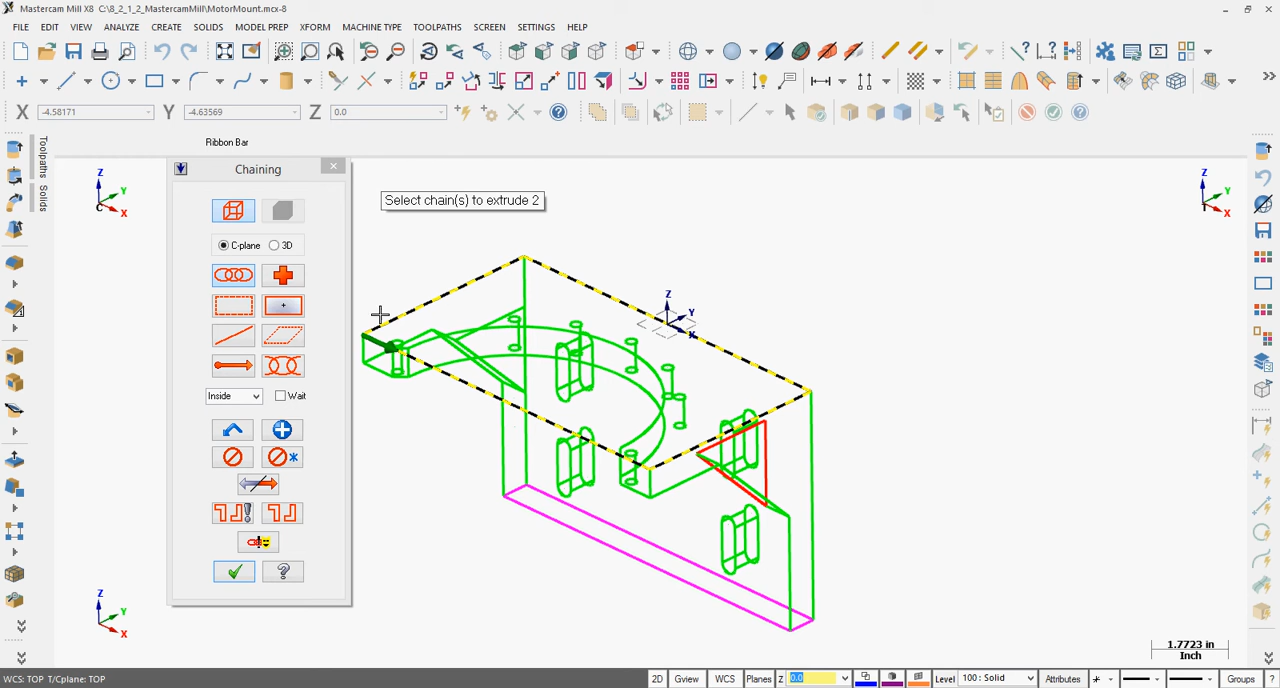 Mastercam Mill X8 C:\8_2_1_2_MastercamMill\MotorMount.mcx-8
FILE EDIT VIEW ANALYZE CREATE SOLIDS MODEL PREP XFORM MACHINE TYPE TOOLPATHS SCREEN SETTINGS HELP
X -4.58171 Y -4.63569 Z 0.0
Ribbon Bar
Toolpaths
Solids
Chaining
Select chain(s) to extrude 2
C-plane 3D
Inside Wait
Z
Y
X
C
Z
Y
X
T
Z
Y
X
Z
Y
X
1.7723 in
Inch
WCS: TOP T/Cplane: TOP
2D Gview WCS Planes Z 0.0 Level 100 : Solid Attributes Groups ?